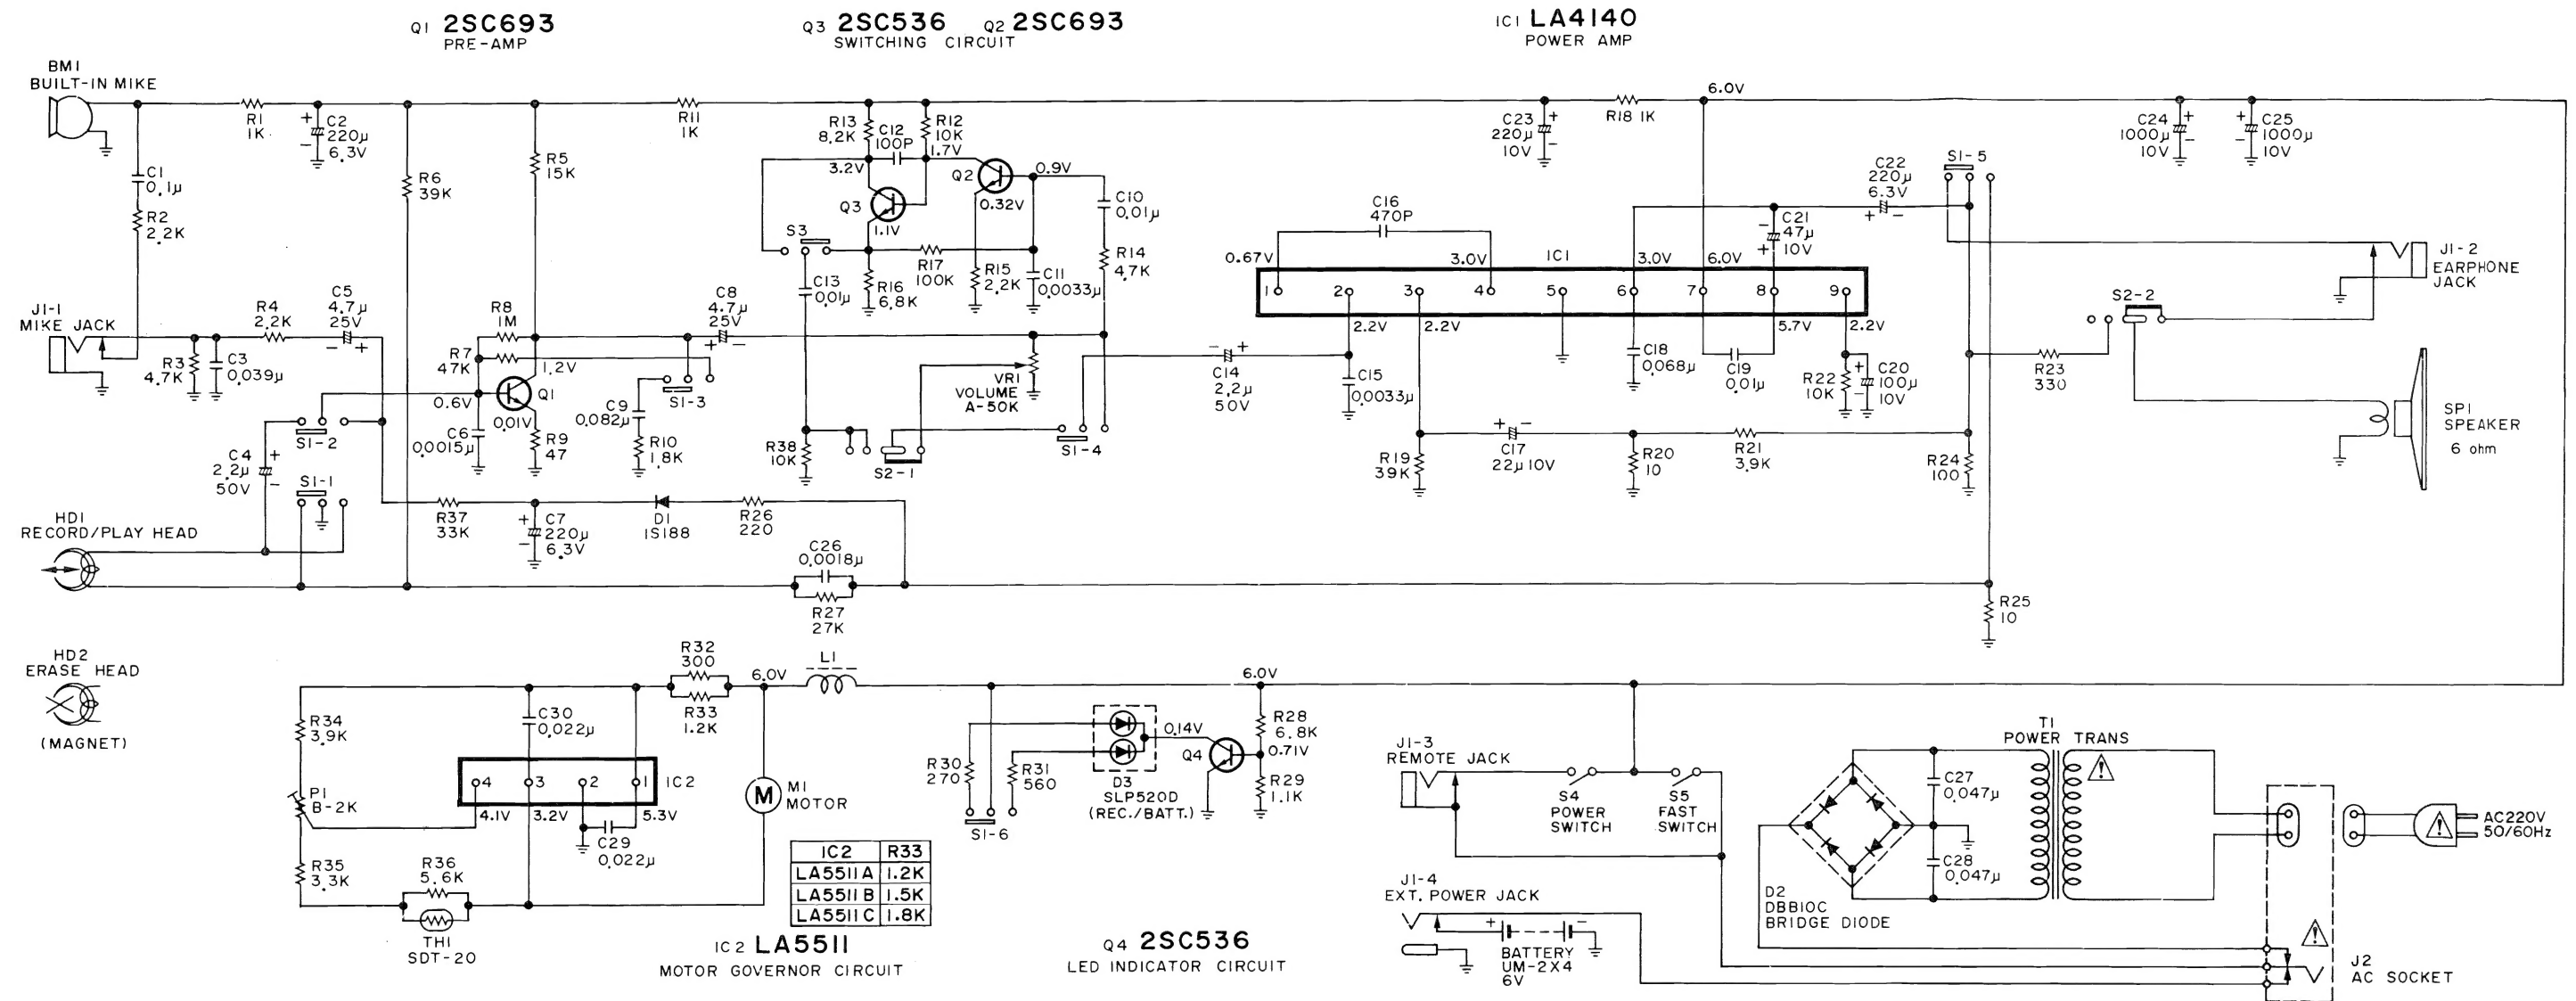 Q1 2SC693
PRE-AMP
Q3 2SC536 Q2 2SC693
SWITCHING CIRCUIT
IC1 LA4140
POWER AMP
BM1
BUILT-IN MIKE
R1
1K
C2
220μ
6.3V
+
-
R11
1K
R13
8.2K
C12
100P
R12
10K
1.7V
3.2V
Q2
0.9V
0.32V
Q3
1.1V
C10
0.01μ
C23
220μ
10V
+
-
R18 1K
6.0V
C24
1000μ
10V
+
-
C25
1000μ
10V
+
-
C1
0.1μ
R2
2.2K
R6
39K
R5
15K
S3
R17
100K
R14
4.7K
C13
0.01μ
R16
6.8K
R15
2.2K
C11
0.0033μ
C16
470P
C22
220μ
6.3V
+ -
S1-5
C21
47μ
10V
-
+
0.67V
3.0V
IC1
3.0V
6.0V
1
2
3
4
5
6
7
8
9
2.2V
2.2V
5.7V
2.2V
J1-2
EARPHONE
JACK
S2-2
J1-1
MIKE JACK
R4
2.2K
C5
4.7μ
25V
- +
R3
4.7K
C3
0.039μ
R8
1M
R7
47K
1.2V
Q1
0.6V
0.01V
C8
4.7μ
25V
+ -
C9
0.082μ
S1-3
R10
1.8K
VR1
VOLUME
A-50K
C14
2.2μ
50V
- +
C15
0.0033μ
C18
0.068μ
C19
0.01μ
R22
10K
C20
100μ
10V
+
-
R23
330
SP1
SPEAKER
6 ohm
S1-2
C4
2.2μ
50V
+
-
S1-1
C6
0.0015μ
R9
47
R38
10K
S2-1
S1-4
R19
39K
+ -
C17
22μ 10V
R20
10
R21
3.9K
R24
100
HD1
RECORD/PLAY HEAD
R37
33K
C7
220μ
6.3V
+
-
D1
1S188
R26
220
C26
0.0018μ
R27
27K
R25
10
HD2
ERASE HEAD
(MAGNET)
R32
300
R33
1.2K
6.0V
L1
6.0V
R34
3.9K
C30
0.022μ
P1
B-2K
4
3
2
1
IC2
4.1V
3.2V
5.3V
C29
0.022μ
M
M1
MOTOR
R35
3.3K
R36
5.6K
TH1
SDT-20
IC2 R33
LA5511A 1.2K
LA5511B 1.5K
LA5511C 1.8K
IC2 LA5511
MOTOR GOVERNOR CIRCUIT
R30
270
R31
560
S1-6
D3
SLP520D
(REC./BATT.)
0.14V
Q4
R28
6.8K
0.71V
R29
1.1K
Q4 2SC536
LED INDICATOR CIRCUIT
J1-3
REMOTE JACK
S4
POWER
SWITCH
S5
FAST
SWITCH
J1-4
EXT. POWER JACK
+ -
BATTERY
UM-2X4
6V
T1
POWER TRANS
!
C27
0.047μ
C28
0.047μ
D2
DBB10C
BRIDGE DIODE
!
AC220V
50/60Hz
!
J2
AC SOCKET